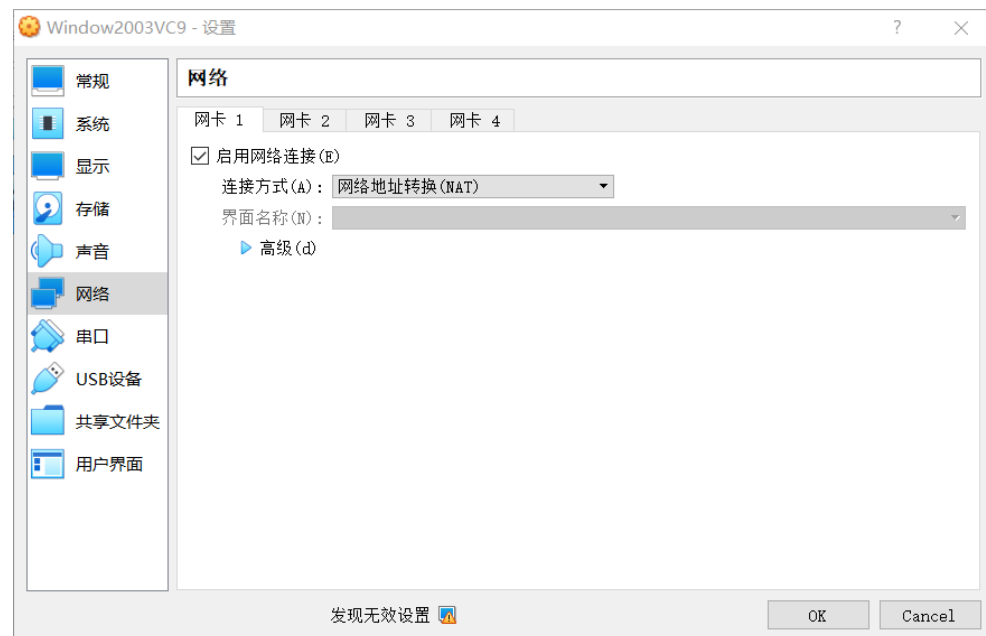 Window2003VC9 - 设置
?
常规
系统
显示
存储
声音
网络
串口
USB设备
共享文件夹
用户界面
网络
网卡 1 网卡 2 网卡 3 网卡 4
启用网络连接(E)
连接方式(A): 网络地址转换(NAT)
界面名称(N):
高级(d)
发现无效设置
OK Cancel